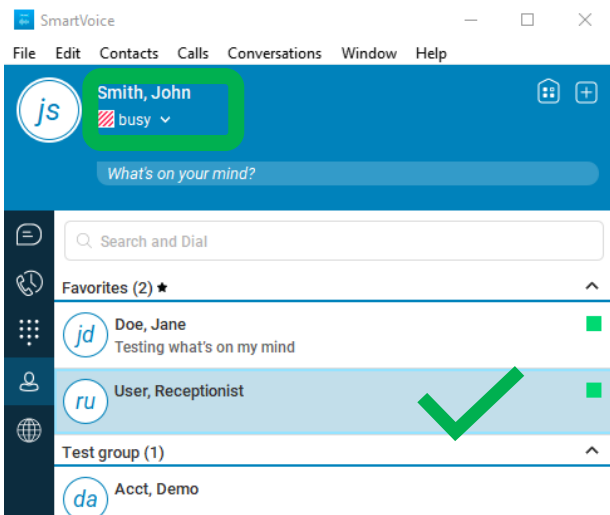 SmartVoice
File Edit Contacts Calls Conversations Window Help
js
Smith, John
busy
What's on your mind?
Search and Dial
Favorites (2)
jd
Doe, Jane
Testing what's on my mind
ru
User, Receptionist
Test group (1)
da
Acct, Demo